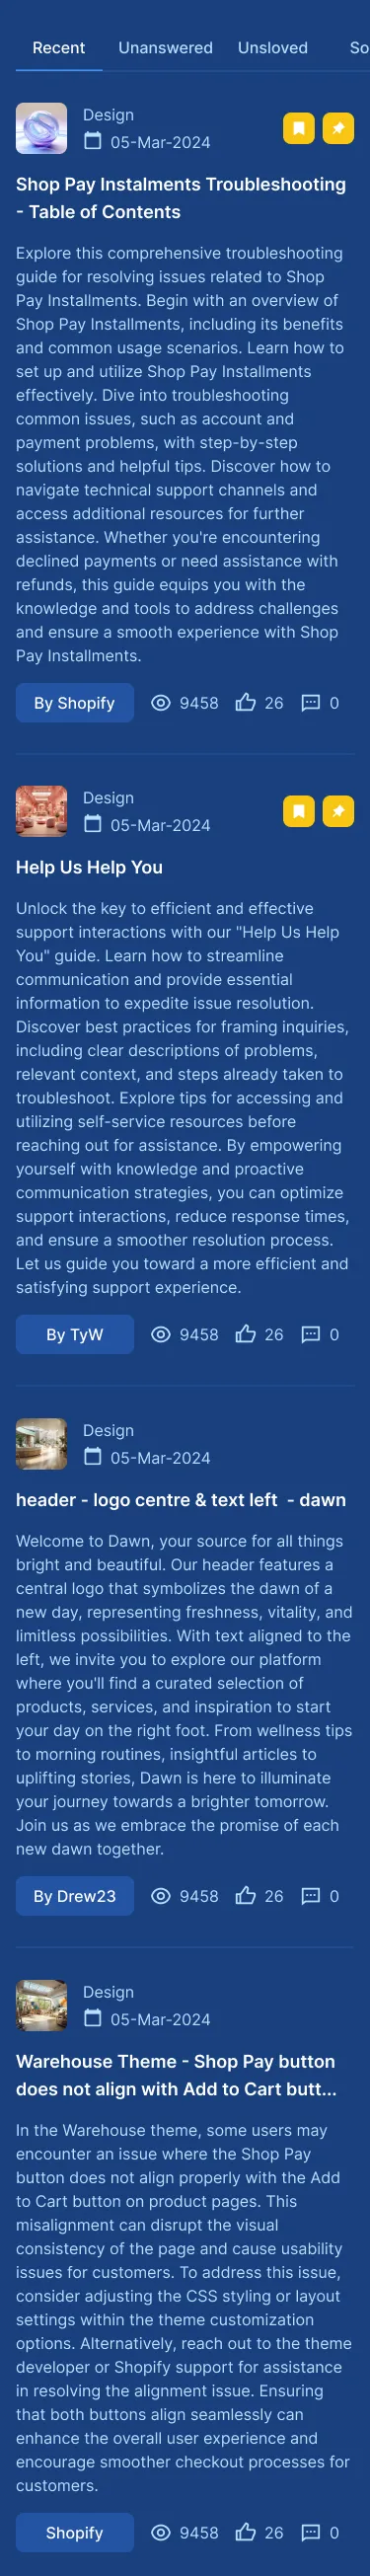 Recent Unanswered Unsloved So
Design
05-Mar-2024
Shop Pay Instalments Troubleshooting
- Table of Contents
Explore this comprehensive troubleshooting
guide for resolving issues related to Shop
Pay Installments. Begin with an overview of
Shop Pay Installments, including its benefits
and common usage scenarios. Learn how to
set up and utilize Shop Pay Installments
effectively. Dive into troubleshooting
common issues, such as account and
payment problems, with step-by-step
solutions and helpful tips. Discover how to
navigate technical support channels and
access additional resources for further
assistance. Whether you're encountering
declined payments or need assistance with
refunds, this guide equips you with the
knowledge and tools to address challenges
and ensure a smooth experience with Shop
Pay Installments.
By Shopify 9458 26 0
Design
05-Mar-2024
Help Us Help You
Unlock the key to efficient and effective
support interactions with our "Help Us Help
You" guide. Learn how to streamline
communication and provide essential
information to expedite issue resolution.
Discover best practices for framing inquiries,
including clear descriptions of problems,
relevant context, and steps already taken to
troubleshoot. Explore tips for accessing and
utilizing self-service resources before
reaching out for assistance. By empowering
yourself with knowledge and proactive
communication strategies, you can optimize
support interactions, reduce response times,
and ensure a smoother resolution process.
Let us guide you toward a more efficient and
satisfying support experience.
By TyW 9458 26 0
Design
05-Mar-2024
header - logo centre & text left - dawn
Welcome to Dawn, your source for all things
bright and beautiful. Our header features a
central logo that symbolizes the dawn of a
new day, representing freshness, vitality, and
limitless possibilities. With text aligned to the
left, we invite you to explore our platform
where you'll find a curated selection of
products, services, and inspiration to start
your day on the right foot. From wellness tips
to morning routines, insightful articles to
uplifting stories, Dawn is here to illuminate
your journey towards a brighter tomorrow.
Join us as we embrace the promise of each
new dawn together.
By Drew23 9458 26 0
Design
05-Mar-2024
Warehouse Theme - Shop Pay button
does not align with Add to Cart butt...
In the Warehouse theme, some users may
encounter an issue where the Shop Pay
button does not align properly with the Add
to Cart button on product pages. This
misalignment can disrupt the visual
consistency of the page and cause usability
issues for customers. To address this issue,
consider adjusting the CSS styling or layout
settings within the theme customization
options. Alternatively, reach out to the theme
developer or Shopify support for assistance
in resolving the alignment issue. Ensuring
that both buttons align seamlessly can
enhance the overall user experience and
encourage smoother checkout processes for
customers.
Shopify 9458 26 0